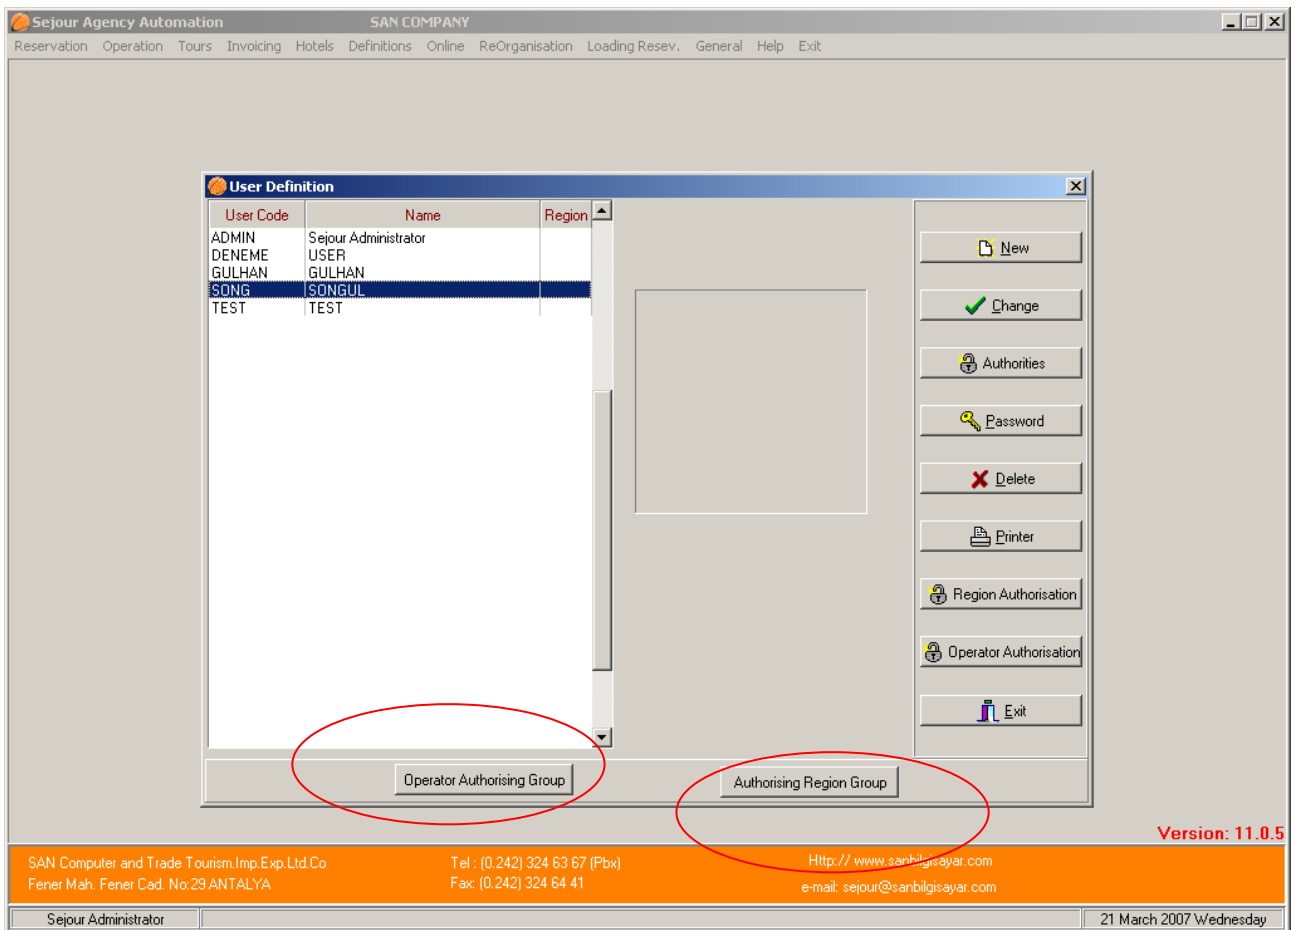 Sejour Agency Automation SAN COMPANY
Reservation Operation Tours Invoicing Hotels Definitions Online ReOrganisation Loading Resev. General Help Exit
User Definition
User Code Name Region
ADMIN Sejour Administrator
DENEME USER
GULHAN GULHAN
SONG SONGUL
TEST TEST
New
Change
Authorities
Password
Delete
Printer
Region Authorisation
Operator Authorisation
Exit
Operator Authorising Group Authorising Region Group
Version: 11.0.5
SAN Computer and Trade Tourism.Imp.Exp.Ltd.Co Tel : (0.242) 324 63 67 (Pbx) Http:// www.sanbilgisayar.com
Fener Mah. Fener Cad. No:29 ANTALYA Fax: (0.242) 324 64 41 e-mail: sejour@sanbilgisayar.com
Sejour Administrator 21 March 2007 Wednesday